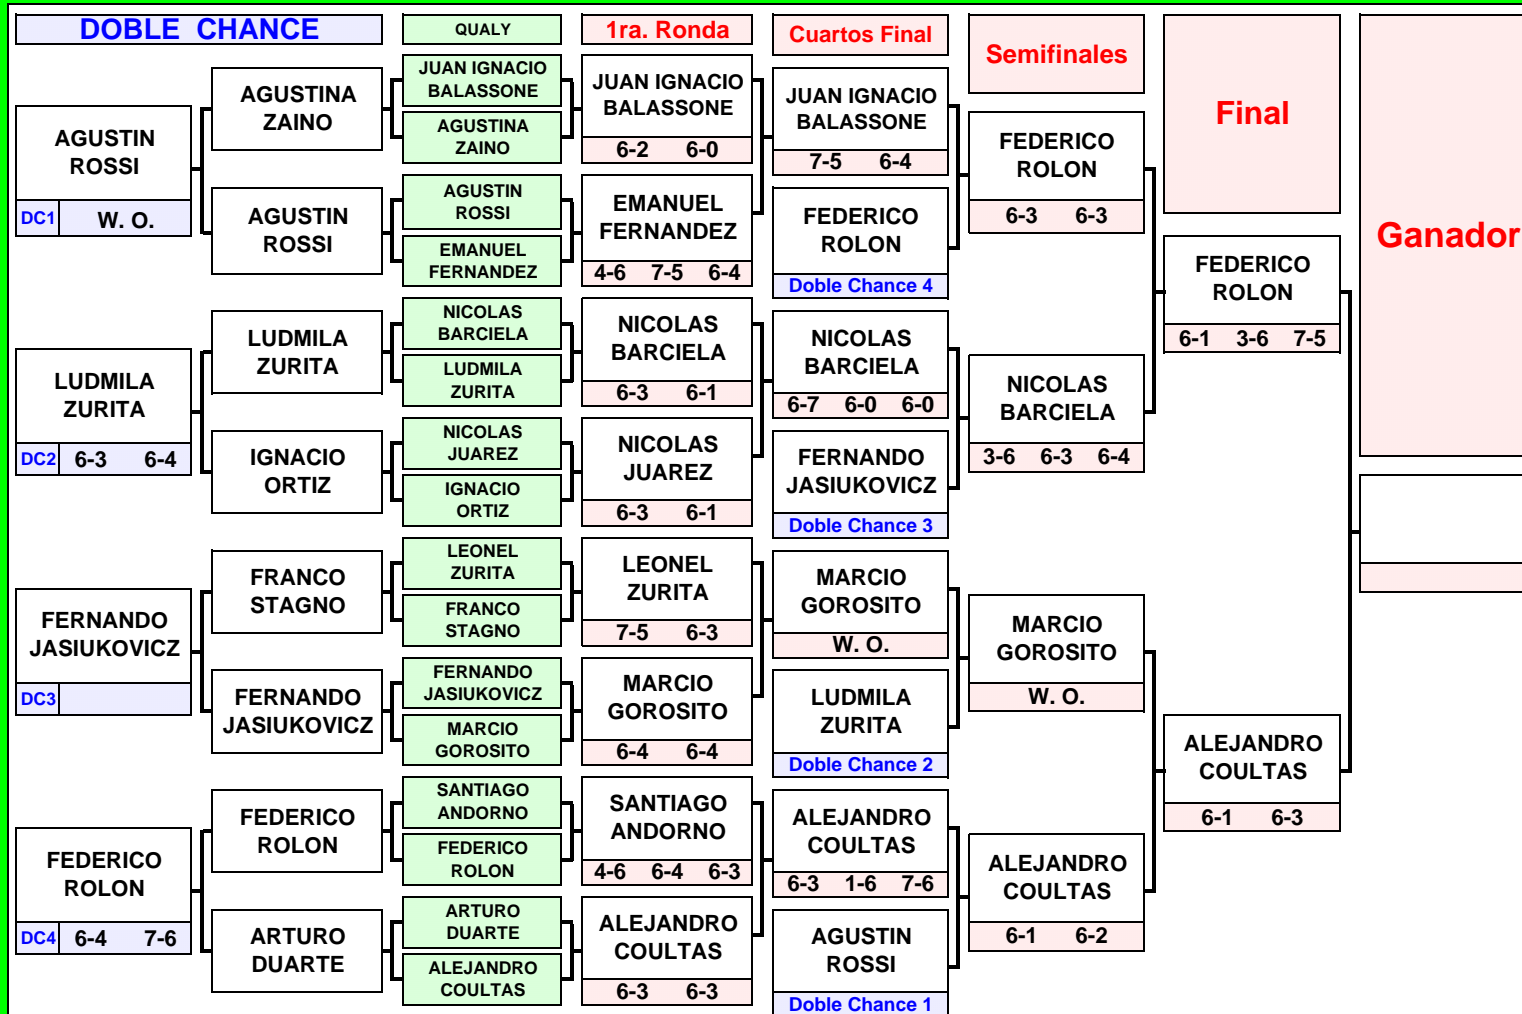 DOBLE CHANCE
QUALY
1ra. Ronda
Cuartos Final
Semifinales
Final
Ganador
AGUSTIN
ROSSI
DC1 W. O.
LUDMILA
ZURITA
DC2 6-3 6-4
FERNANDO
JASIUKOVICZ
DC3
FEDERICO
ROLON
DC4 6-4 7-6
AGUSTINA
ZAINO
AGUSTIN
ROSSI
LUDMILA
ZURITA
IGNACIO
ORTIZ
FRANCO
STAGNO
FERNANDO
JASIUKOVICZ
FEDERICO
ROLON
ARTURO
DUARTE
JUAN IGNACIO
BALASSONE
AGUSTINA
ZAINO
AGUSTIN
ROSSI
EMANUEL
FERNANDEZ
NICOLAS
BARCIELA
LUDMILA
ZURITA
NICOLAS
JUAREZ
IGNACIO
ORTIZ
LEONEL
ZURITA
FRANCO
STAGNO
FERNANDO
JASIUKOVICZ
MARCIO
GOROSITO
SANTIAGO
ANDORNO
FEDERICO
ROLON
ARTURO
DUARTE
ALEJANDRO
COULTAS
JUAN IGNACIO
BALASSONE
6-2 6-0
EMANUEL
FERNANDEZ
4-6 7-5 6-4
NICOLAS
BARCIELA
6-3 6-1
NICOLAS
JUAREZ
6-3 6-1
LEONEL
ZURITA
7-5 6-3
MARCIO
GOROSITO
6-4 6-4
SANTIAGO
ANDORNO
4-6 6-4 6-3
ALEJANDRO
COULTAS
6-3 6-3
JUAN IGNACIO
BALASSONE
7-5 6-4
FEDERICO
ROLON
Doble Chance 4
NICOLAS
BARCIELA
6-7 6-0 6-0
FERNANDO
JASIUKOVICZ
Doble Chance 3
MARCIO
GOROSITO
W. O.
LUDMILA
ZURITA
Doble Chance 2
ALEJANDRO
COULTAS
6-3 1-6 7-6
AGUSTIN
ROSSI
Doble Chance 1
FEDERICO
ROLON
6-3 6-3
NICOLAS
BARCIELA
3-6 6-3 6-4
MARCIO
GOROSITO
W. O.
ALEJANDRO
COULTAS
6-1 6-2
FEDERICO
ROLON
6-1 3-6 7-5
ALEJANDRO
COULTAS
6-1 6-3